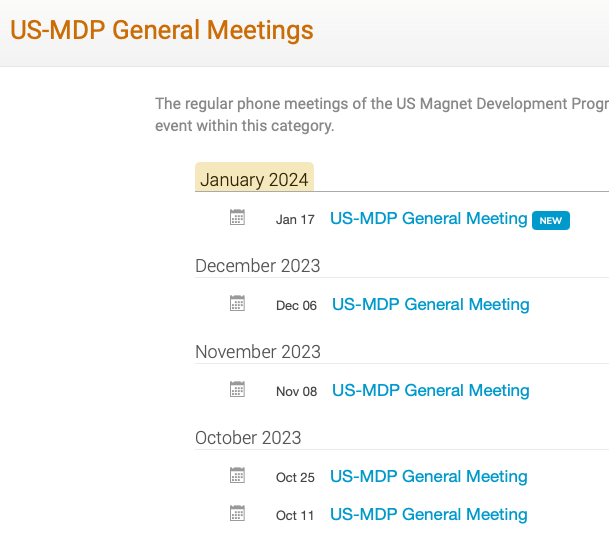 US-MDP General Meetings
The regular phone meetings of the US Magnet Development Progr
event within this category.
January 2024
Jan 17 US-MDP General Meeting NEW
December 2023
Dec 06 US-MDP General Meeting
November 2023
Nov 08 US-MDP General Meeting
October 2023
Oct 25 US-MDP General Meeting
Oct 11 US-MDP General Meeting